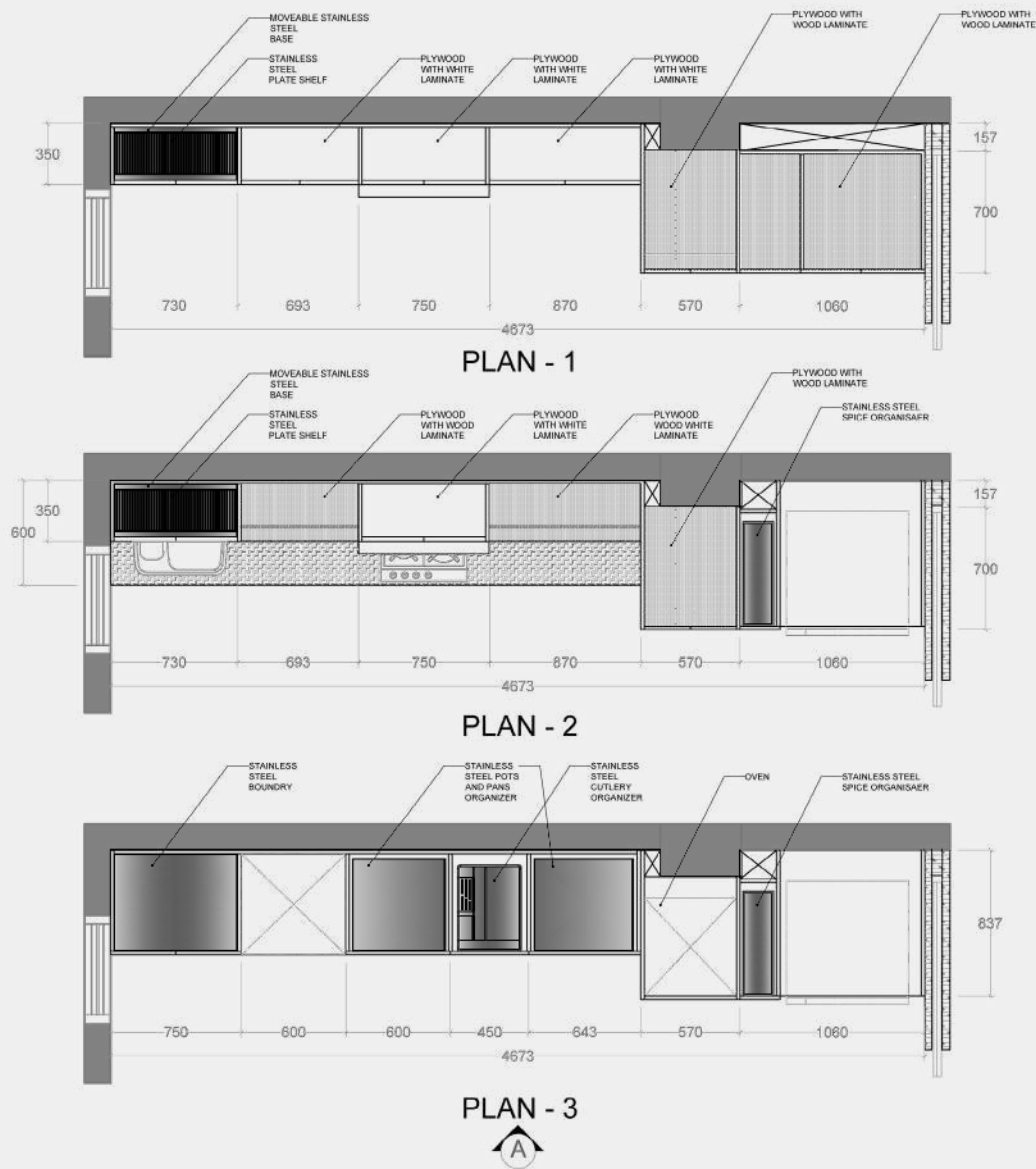 MOVEABLE STAINLESS
STEEL
BASE
STAINLESS
STEEL
PLATE SHELF
PLYWOOD
WITH WHITE
LAMINATE
PLYWOOD
WITH WHITE
LAMINATE
PLYWOOD
WITH WHITE
LAMINATE
PLYWOOD WITH
WOOD LAMINATE
PLYWOOD WITH
WOOD LAMINATE
350
157
700
730 693 750 870 570 1060
4673
PLAN - 1
MOVEABLE STAINLESS
STEEL
BASE
STAINLESS
STEEL
PLATE SHELF
PLYWOOD
WITH WOOD
LAMINATE
PLYWOOD
WITH WHITE
LAMINATE
PLYWOOD
WOOD WHITE
LAMINATE
PLYWOOD WITH
WOOD LAMINATE
STAINLESS STEEL
SPICE ORGANISAER
350
600
157
700
730 693 750 870 570 1060
4673
PLAN - 2
STAINLESS
STEEL
BOUNDRY
STAINLESS
STEEL POTS
AND PANS
ORGANIZER
STAINLESS
STEEL
CUTLERY
ORGANIZER
OVEN
STAINLESS STEEL
SPICE ORGANISAER
837
750 600 600 450 643 570 1060
4673
PLAN - 3
A